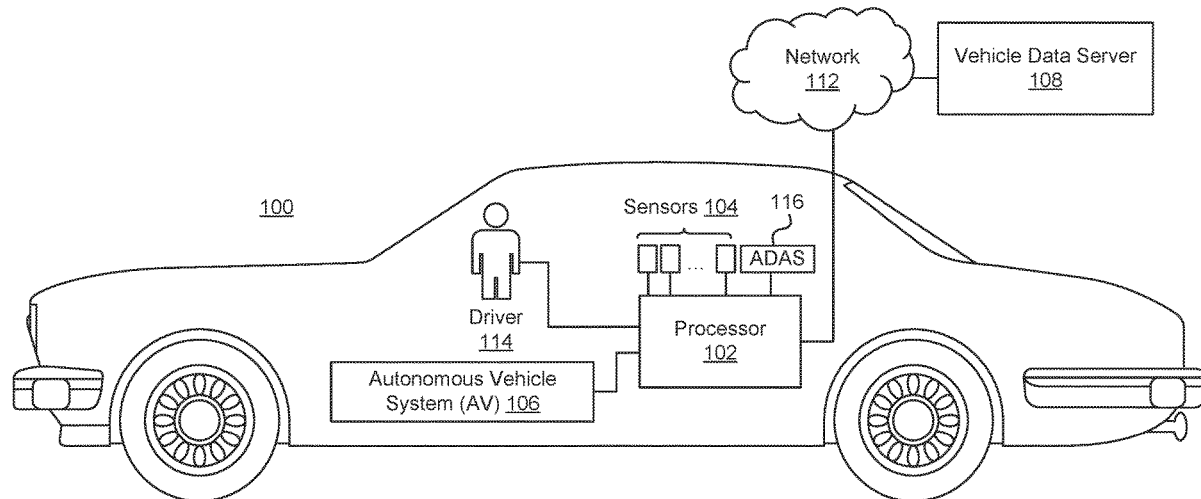 Network
112
Vehicle Data Server
108
100
Sensors 104
116
ADAS
...
Driver
114
Processor
102
Autonomous Vehicle
System (AV) 106